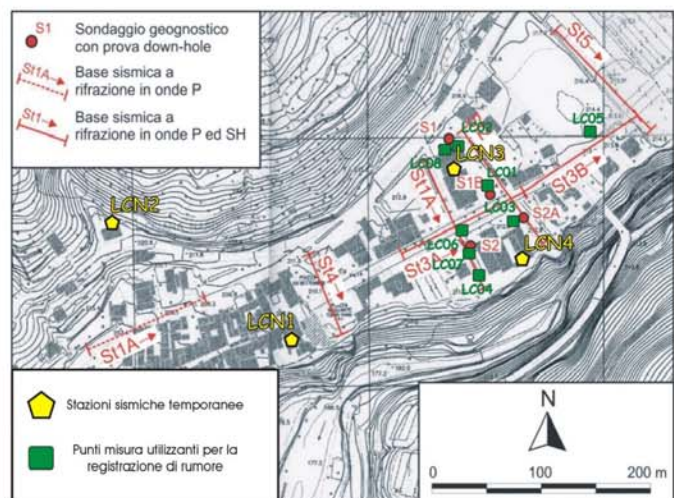 S1
Sondaggio geognostico
con prova down-hole
St1A
Base sismica a
rifrazione in onde P
St1
Base sismica a
rifrazione in onde P ed SH
St5
LC05
S1
LC02
LC08
LCN3
St1A
S1B
LC01
St3B
LC03
S2A
LCN2
LC06
S2
St3A
LC07
LCN4
LC04
St4
LCN1
St1A
Stazioni sismiche temporanee
Punti misura utilizzanti per la
registrazione di rumore
N
0 100 200 m